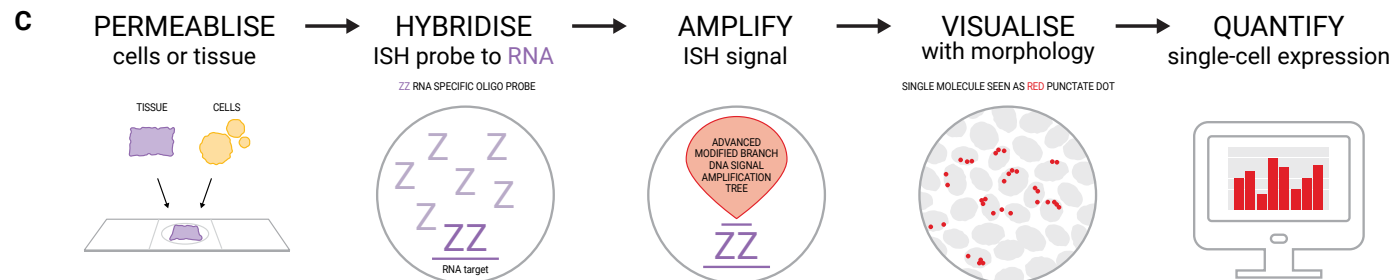 C
PERMEABLISE
cells or tissue
HYBRIDISE
ISH probe to RNA
AMPLIFY
ISH signal
VISUALISE
with morphology
QUANTIFY
single-cell expression
TISSUE
CELLS
ZZ RNA SPECIFIC OLIGO PROBE
Z Z
Z Z Z
Z
ZZ
RNA target
ADVANCED
MODIFIED BRANCH
DNA SIGNAL
AMPLIFICATION
TREE
ZZ
SINGLE MOLECULE SEEN AS RED PUNCTATE DOT